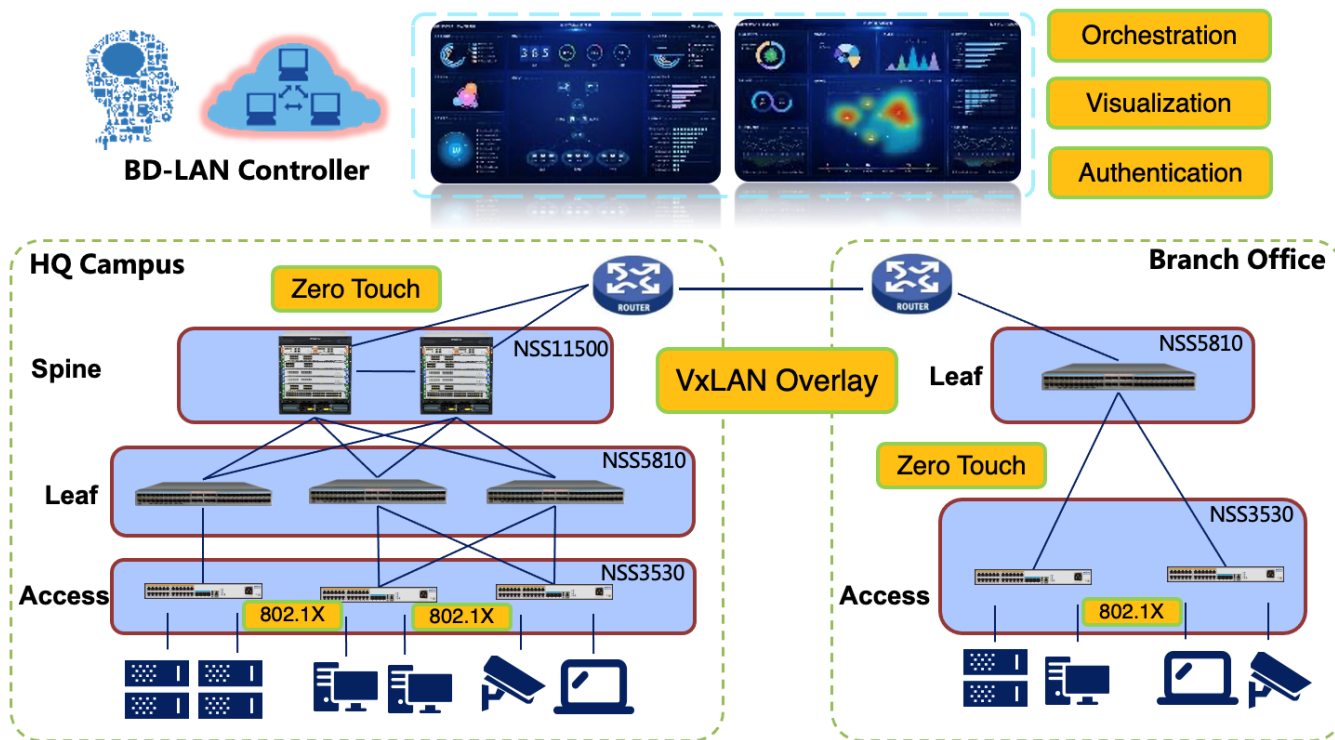 BD-LAN Controller
365
Orchestration
Visualization
Authentication
HQ Campus
Zero Touch
ROUTER
Spine
NSS11500
Leaf
NSS5810
Access
NSS3530
802.1X
802.1X
VxLAN Overlay
Branch Office
ROUTER
Leaf
NSS5810
Zero Touch
Access
NSS3530
802.1X